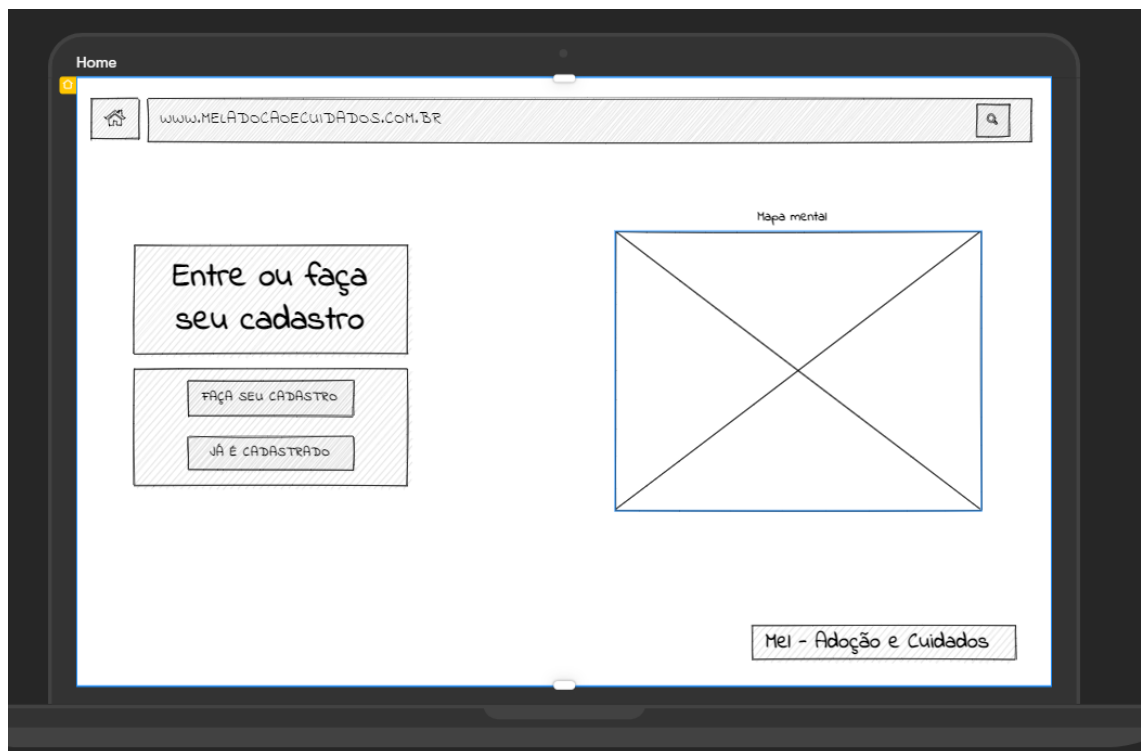 Home
WWW.MELADOCAOECUIDADOS.COM.BR
Mapa mental
Entre ou faça
seu cadastro
FAÇA SEU CADASTRO
JÁ É CADASTRADO
Mel - Adoção e Cuidados